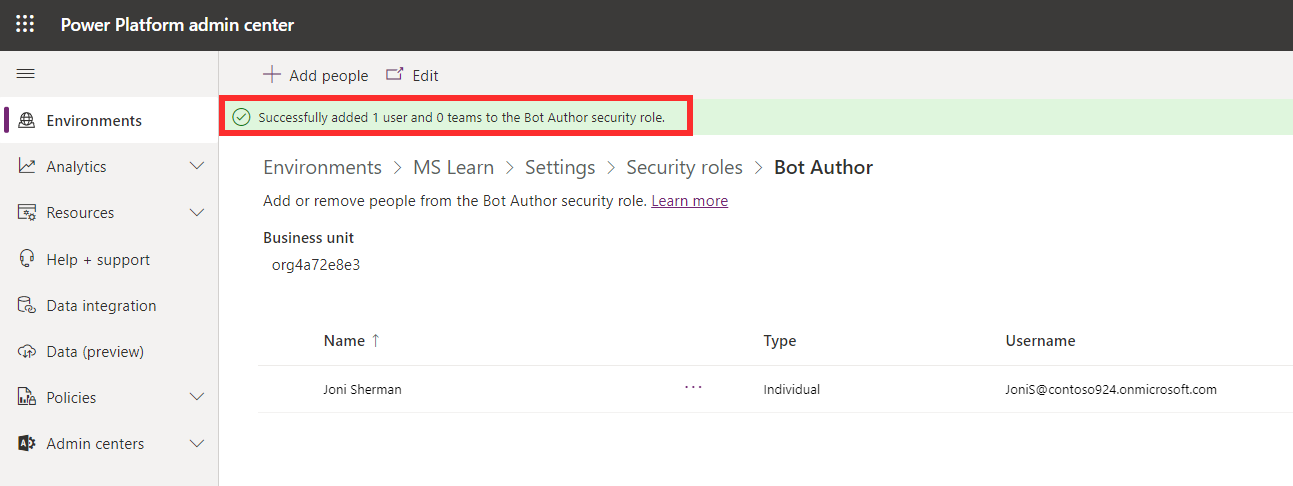 Power Platform admin center
Add people Edit
Environments
Successfully added 1 user and 0 teams to the Bot Author security role.
Analytics
Environments > MS Learn > Settings > Security roles > Bot Author
Add or remove people from the Bot Author security role. Learn more
Resources
Business unit
Help + support
org4a72e8e3
Data integration
Name ↑ Type Username
Data (preview)
Joni Sherman ... Individual JoniS@contoso924.onmicrosoft.com
Policies
Admin centers